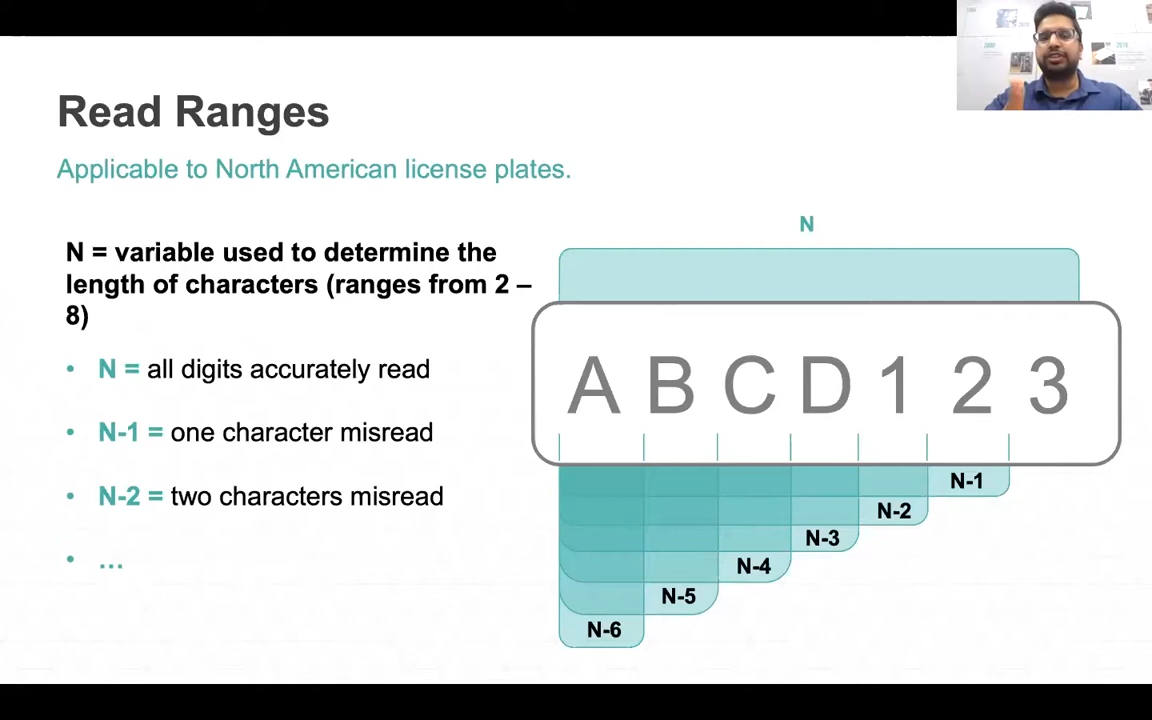 Read Ranges
Applicable to North American license plates.
N = variable used to determine the
length of characters (ranges from 2 –
8)
• N = all digits accurately read
• N-1 = one character misread
• N-2 = two characters misread
• …
N
A B C D 1 2 3
N-1
N-2
N-3
N-4
N-5
N-6